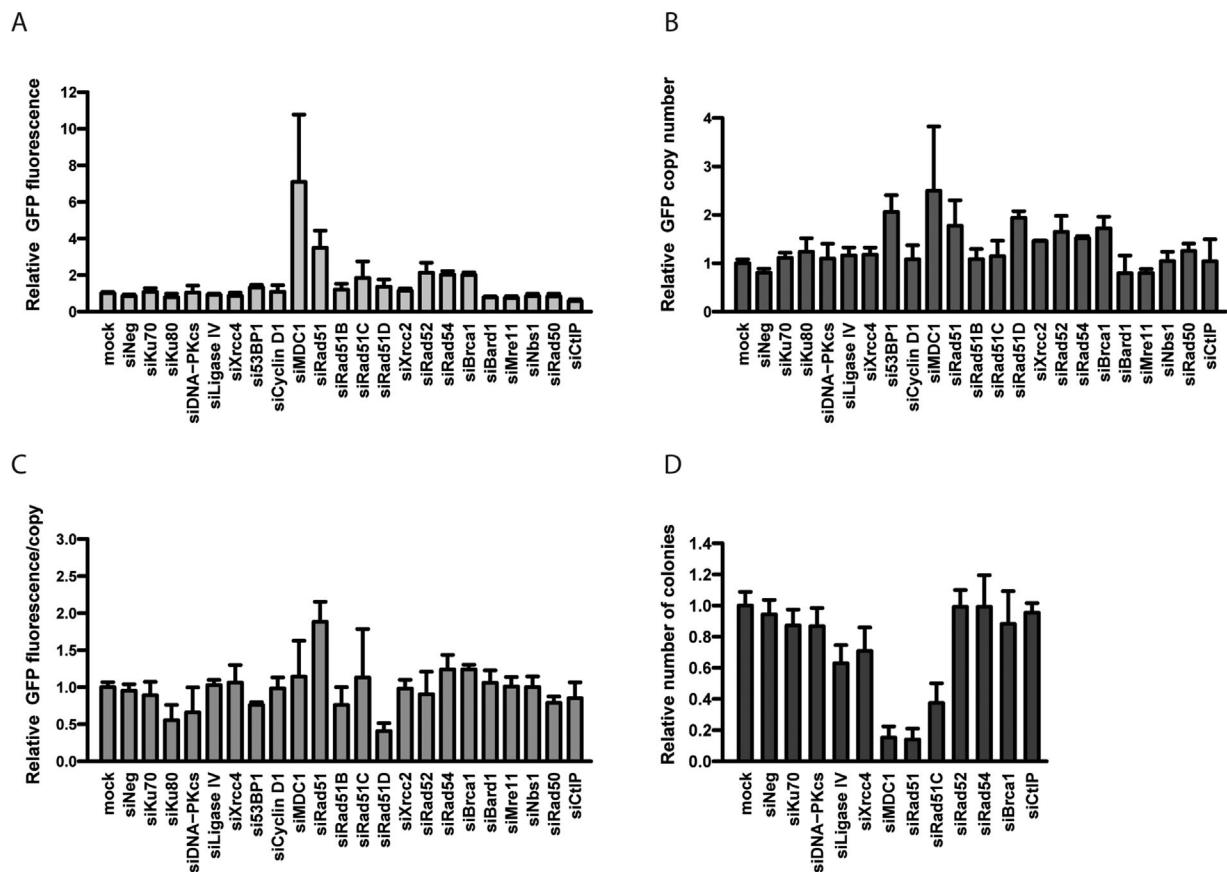 A
Relative GFP fluorescence
12
10
8
6
4
2
0
mock
siNeg
siKu70
siKu80
siDNA-PKcs
siLigase IV
siXrcc4
si53BP1
siCyclin D1
siMDC1
siRad51
siRad51B
siRad51C
siRad51D
siXrcc2
siRad52
siRad54
siBrca1
siBard1
siMre11
siNbs1
siRad50
siCtIP
B
Relative GFP copy number
4
3
2
1
0
mock
siNeg
siKu70
siKu80
siDNA-PKcs
siLigase IV
siXrcc4
si53BP1
siCyclin D1
siMDC1
siRad51
siRad51B
siRad51C
siRad51D
siXrcc2
siRad52
siRad54
siBrca1
siBard1
siMre11
siNbs1
siRad50
siCtIP
C
Relative GFP fluorescence/copy
3.0
2.5
2.0
1.5
1.0
0.5
0.0
mock
siNeg
siKu70
siKu80
siDNA-PKcs
siLigase IV
siXrcc4
si53BP1
siCyclin D1
siMDC1
siRad51
siRad51B
siRad51C
siRad51D
siXrcc2
siRad52
siRad54
siBrca1
siBard1
siMre11
siNbs1
siRad50
siCtIP
D
Relative number of colonies
1.4
1.2
1.0
0.8
0.6
0.4
0.2
0.0
mock
siNeg
siKu70
siDNA-PKcs
siLigase IV
siXrcc4
siMDC1
siRad51
siRad51C
siRad52
siRad54
siBrca1
siCtIP